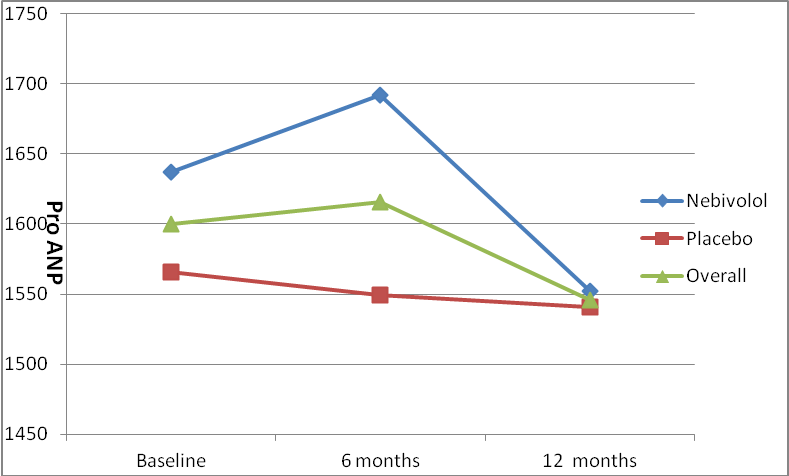 1750
1700
1650
1600
1550
1500
1450
Pro ANP
Baseline
6 months
12 months
Nebivolol
Placebo
Overall